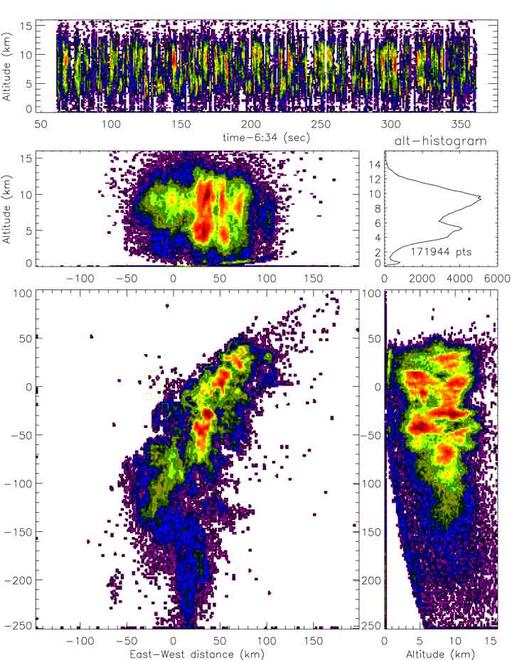 15
10
5
0
Altitude (km)
50 100 150 200 250 300 350
time-6:34 (sec)
alt-histogram
15
10
5
0
Altitude (km)
-100 -50 0 50 100 150
14
12
10
8
6
4
2
0
171944 pts
0 2000 4000 6000
100
50
0
-50
-100
-150
-200
-250
-100 -50 0 50 100 150
East-West distance (km)
100
50
0
-50
-100
-150
-200
-250
0 5 10 15
Altitude (km)